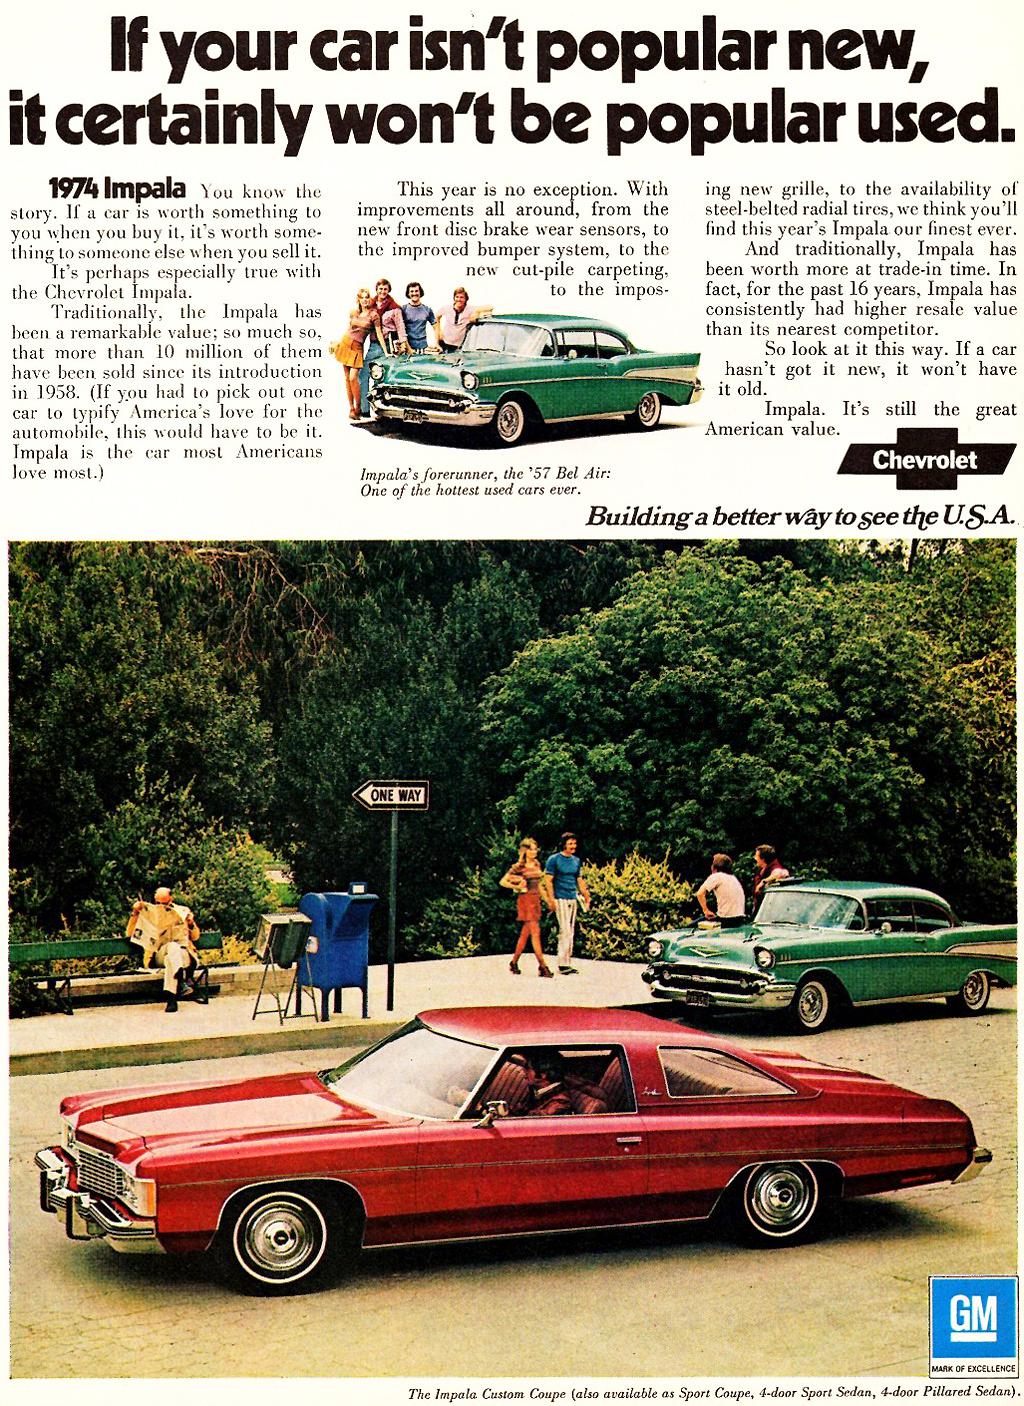 If your car isn't popular new,
it certainly won't be popular used.
1974 Impala You know the
story. If a car is worth something to
you when you buy it, it's worth some-
thing to someone else when you sell it.
It's perhaps especially true with
the Chevrolet Impala.
Traditionally, the Impala has
been a remarkable value; so much so,
that more than 10 million of them
have been sold since its introduction
in 1958. (If you had to pick out one
car to typify America's love for the
automobile, this would have to be it.
Impala is the car most Americans
love most.)
This year is no exception. With
improvements all around, from the
new front disc brake wear sensors, to
the improved bumper system, to the
new cut-pile carpeting,
to the impos-
Impala's forerunner, the '57 Bel Air:
One of the hottest used cars ever.
ing new grille, to the availability of
steel-belted radial tires, we think you'll
find this year's Impala our finest ever.
And traditionally, Impala has
been worth more at trade-in time. In
fact, for the past 16 years, Impala has
consistently had higher resale value
than its nearest competitor.
So look at it this way. If a car
hasn't got it new, it won't have
it old.
Impala. It's still the great
American value.
Chevrolet
Building a better way to see the U.S.A.
ONE WAY
GM
MARK OF EXCELLENCE
The Impala Custom Coupe (also available as Sport Coupe, 4-door Sport Sedan, 4-door Pillared Sedan).